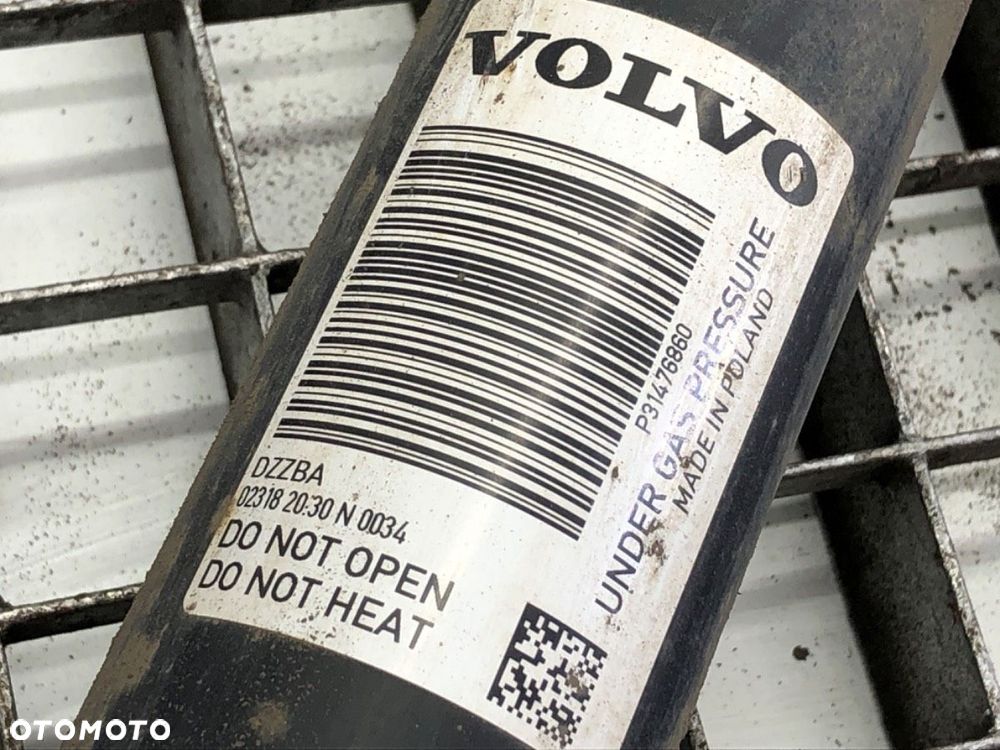 VOLVO
P31476860
UNDER GAS PRESSURE
MADE IN POLAND
DZZBA
02318 20:30 N 0034
DO NOT OPEN
DO NOT HEAT
OTOMOTO